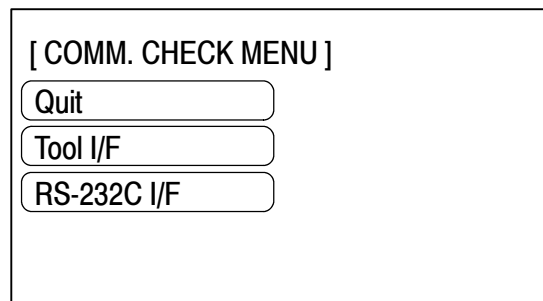 [ COMM. CHECK MENU ]
Quit
Tool I/F
RS-232C I/F